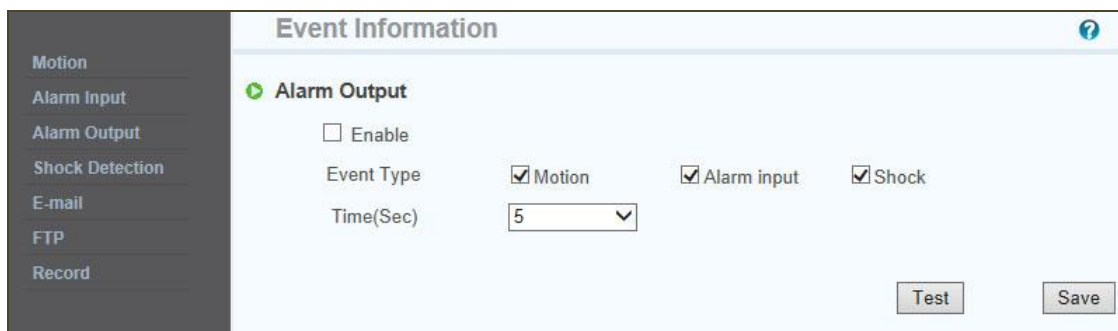 Event Information
?
Motion
Alarm Input
Alarm Output
Shock Detection
E-mail
FTP
Record
Alarm Output
Enable
Event Type Motion Alarm input Shock
Time(Sec) 5
Test Save